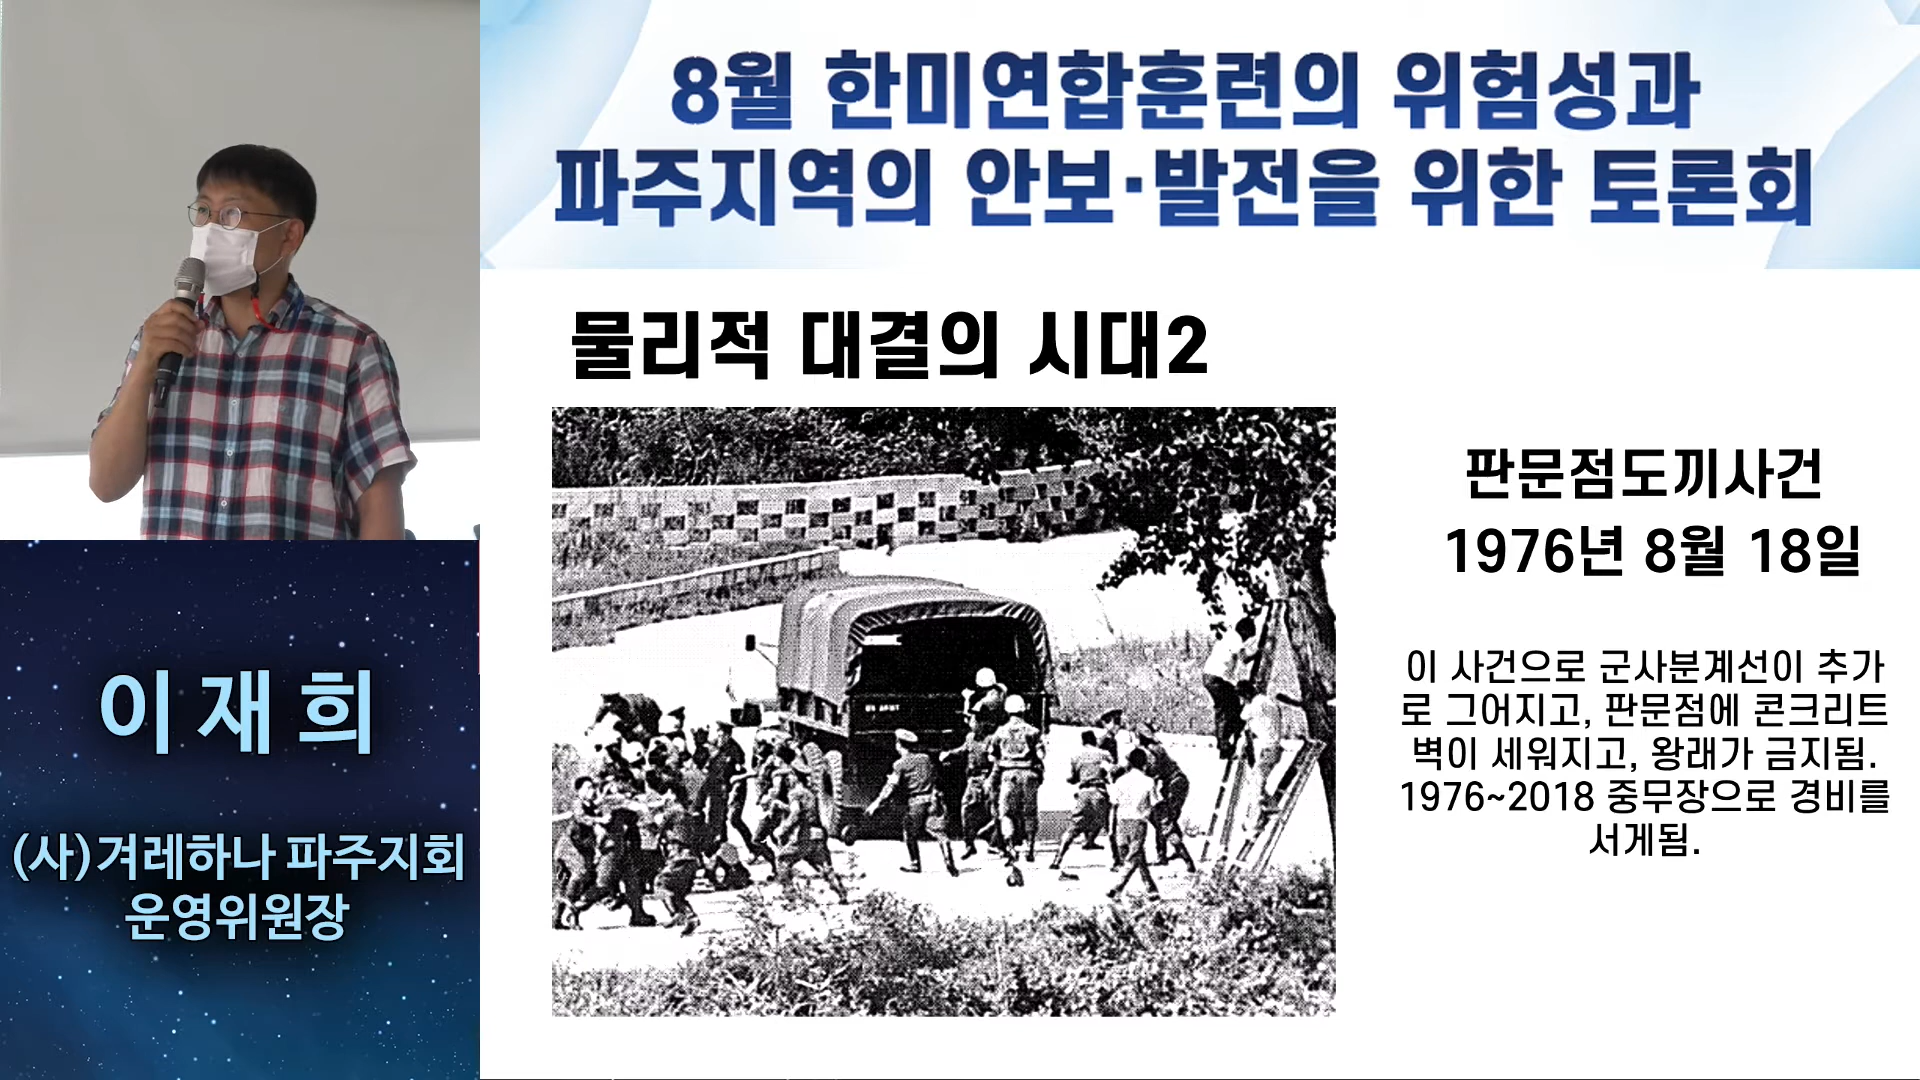 8월 한미연합훈련의 위험성과
파주지역의 안보·발전을 위한 토론회
물리적 대결의 시대2
판문점도끼사건
1976년 8월 18일
이 사건으로 군사분계선이 추가
로 그어지고, 판문점에 콘크리트
벽이 세워지고, 왕래가 금지됨.
1976~2018 중무장으로 경비를
서게됨.
이재희
(사)겨레하나 파주지회
운영위원장